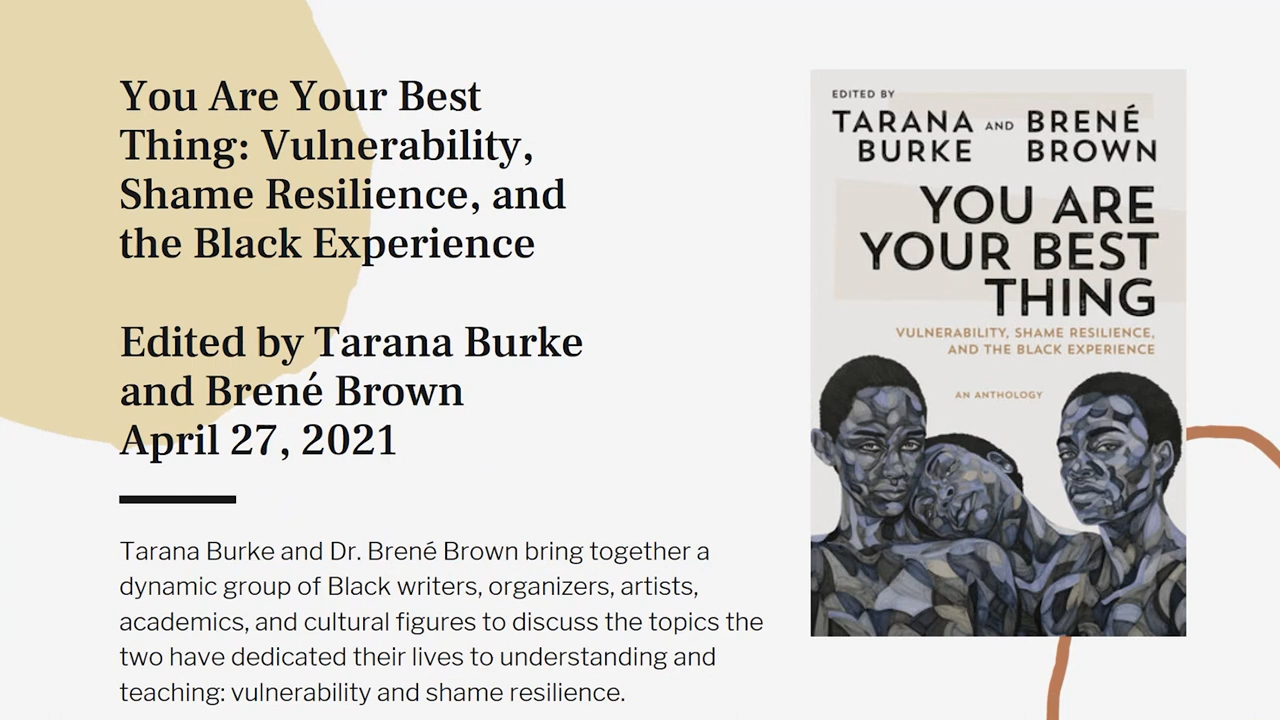 You Are Your Best
Thing: Vulnerability,
Shame Resilience, and
the Black Experience
Edited by Tarana Burke
and Brené Brown
April 27, 2021
Tarana Burke and Dr. Brené Brown bring together a
dynamic group of Black writers, organizers, artists,
academics, and cultural figures to discuss the topics the
two have dedicated their lives to understanding and
teaching: vulnerability and shame resilience.
EDITED BY
TARANA AND BRENÉ
BURKE BROWN
YOU ARE
YOUR BEST
THING
VULNERABILITY, SHAME RESILIENCE,
AND THE BLACK EXPERIENCE
AN ANTHOLOGY